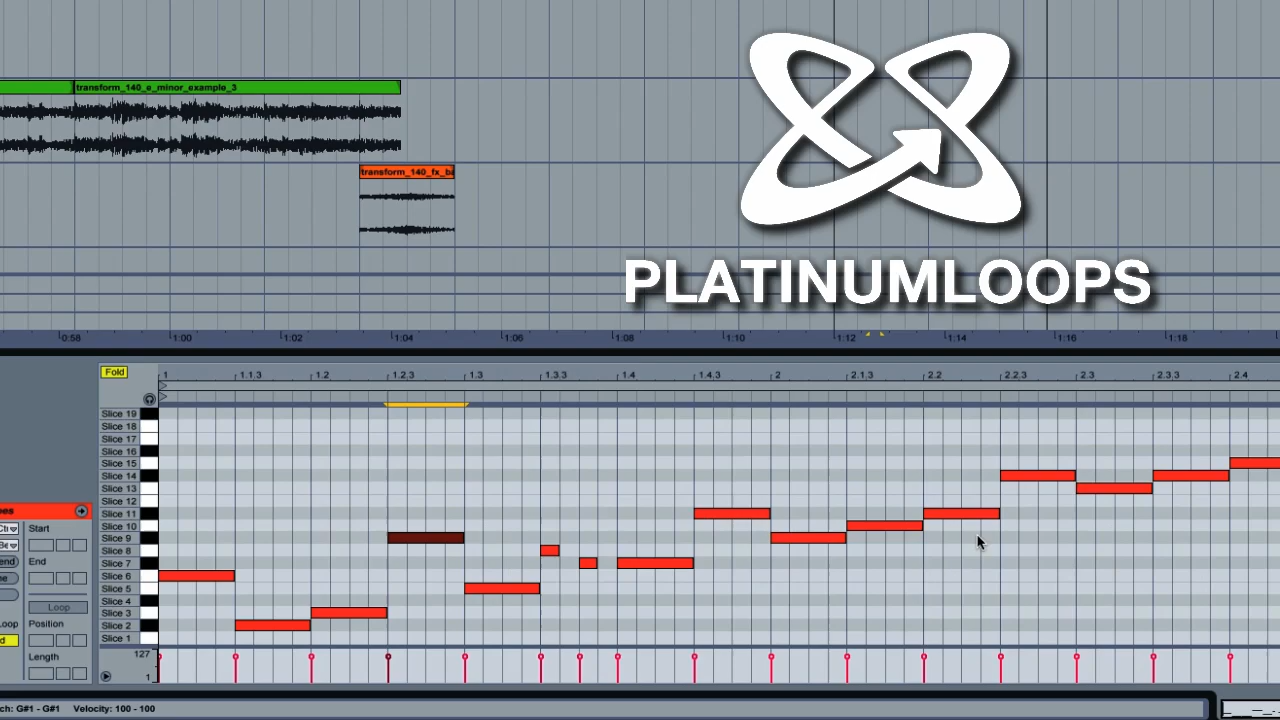 transform_140_e_minor_example_3
transform_140_fx_ba
PLATINUMLOOPS
0:58 1:00 1:02 1:04 1:06 1:08 1:10 1:12 1:14 1:16 1:18
Fold
1 1.1.3 1.2 1.2.3 1.3 1.3.3 1.4 1.4.3 2 2.1.3 2.2 2.2.3 2.3 2.3.3 2.4
Slice 19
Slice 18
Slice 17
Slice 16
Slice 15
Slice 14
Slice 13
Slice 12
Slice 11
Slice 10
Slice 9
Slice 8
Slice 7
Slice 6
Slice 5
Slice 4
Slice 3
Slice 2
Slice 1
Start
End
Loop
Position
Length
127
1
ch: G#1 - G#1 Velocity: 100 - 100